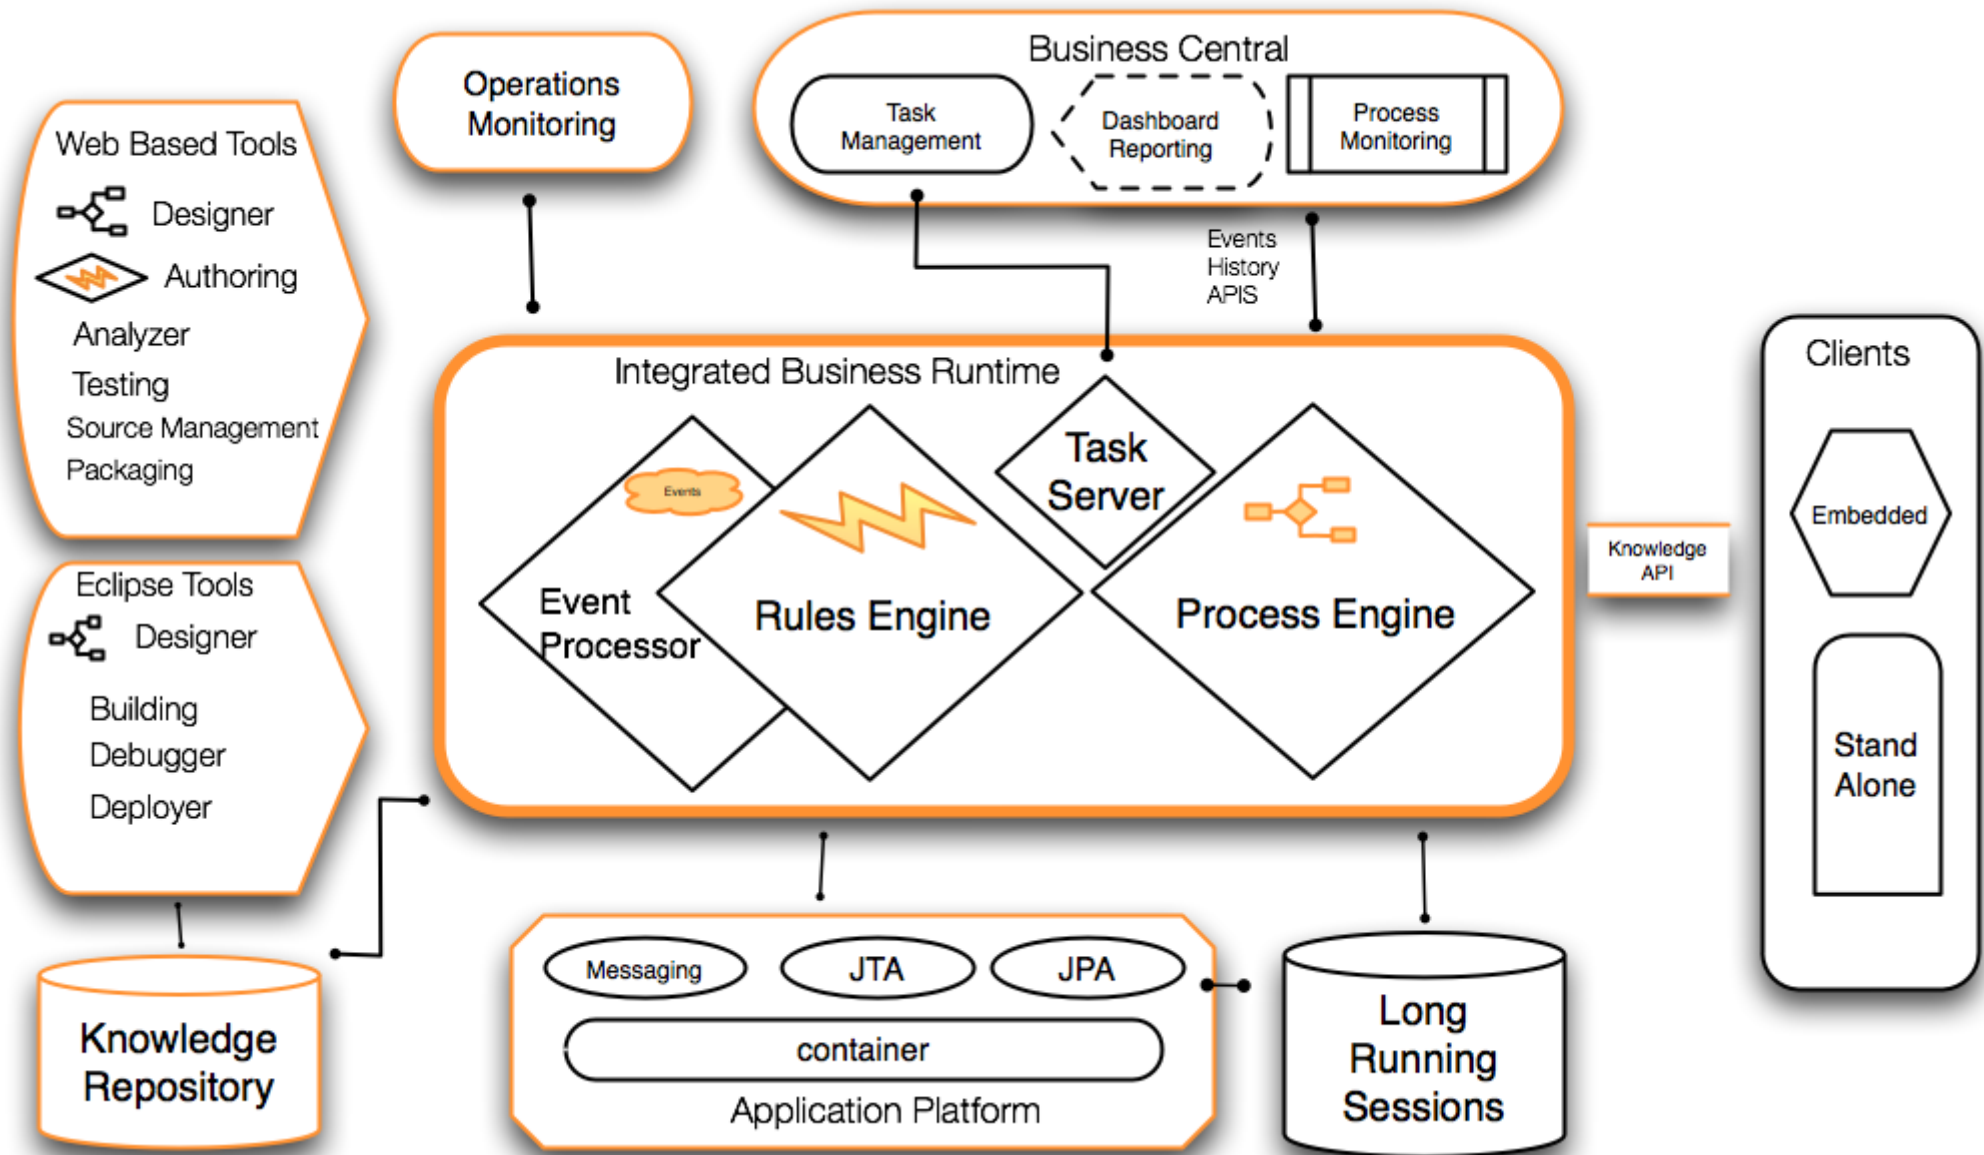 Business Central
Operations
Monitoring
Task
Management
Dashboard
Reporting
Process
Monitoring
Web Based Tools
Designer
Authoring
Analyzer
Testing
Source Management
Packaging
Events
History
APIS
Integrated Business Runtime
Events
Event
Processor
Rules Engine
Task
Server
Process Engine
Knowledge
API
Clients
Embedded
Stand
Alone
Eclipse Tools
Designer
Building
Debugger
Deployer
Knowledge
Repository
Messaging
JTA
JPA
container
Application Platform
Long
Running
Sessions